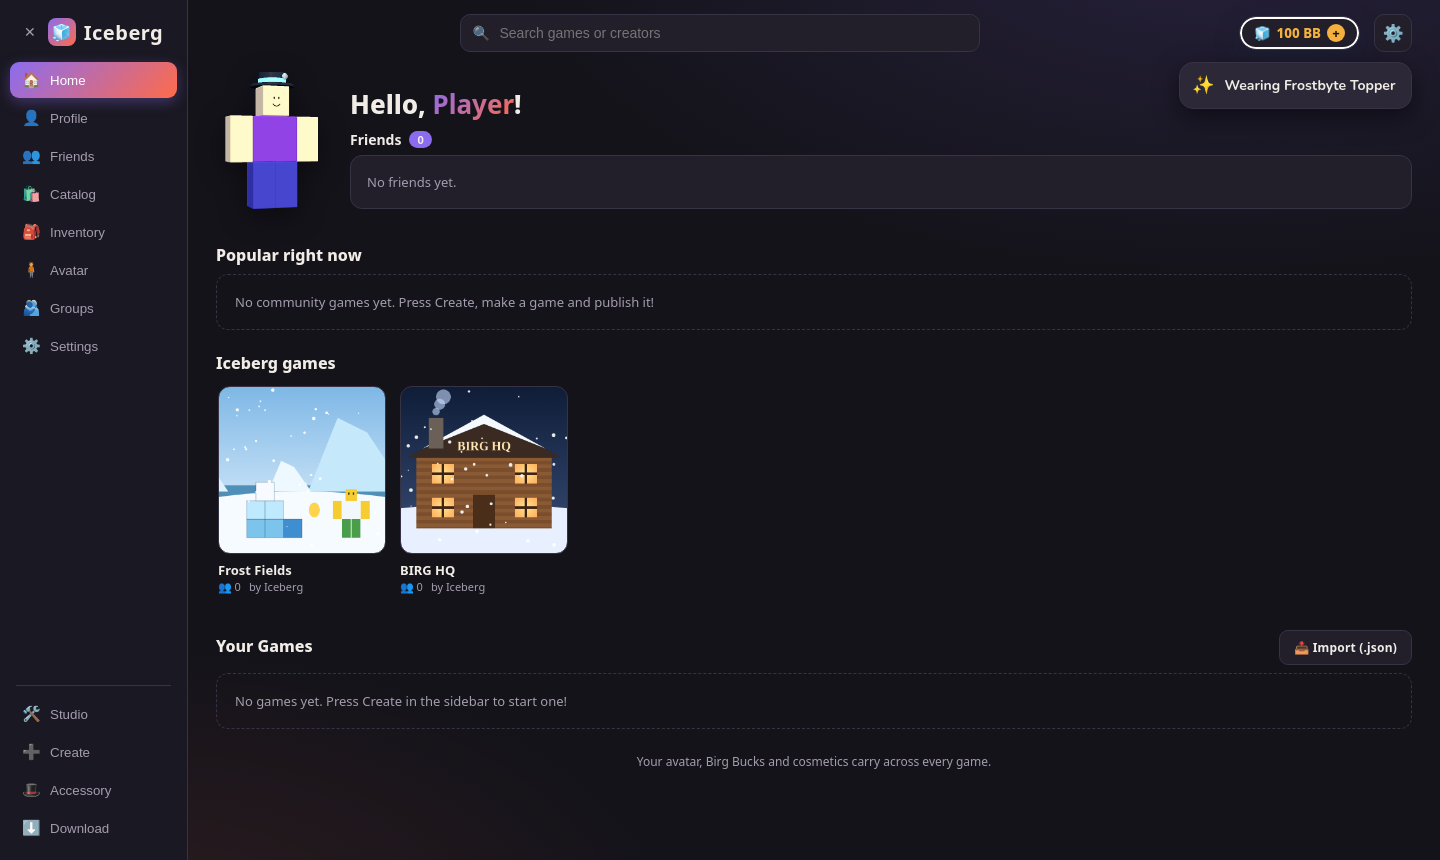 Iceberg
Search games or creators
100 BB +
Home
Profile
Friends
Catalog
Inventory
Avatar
Groups
Settings
Studio
Create
Accessory
Download
Wearing Frostbyte Topper
Hello, Player!
Friends 0
No friends yet.
Popular right now
No community games yet. Press Create, make a game and publish it!
Iceberg games
BIRG HQ
Frost Fields
0 by Iceberg
BIRG HQ
0 by Iceberg
Your Games
Import (.json)
No games yet. Press Create in the sidebar to start one!
Your avatar, Birg Bucks and cosmetics carry across every game.